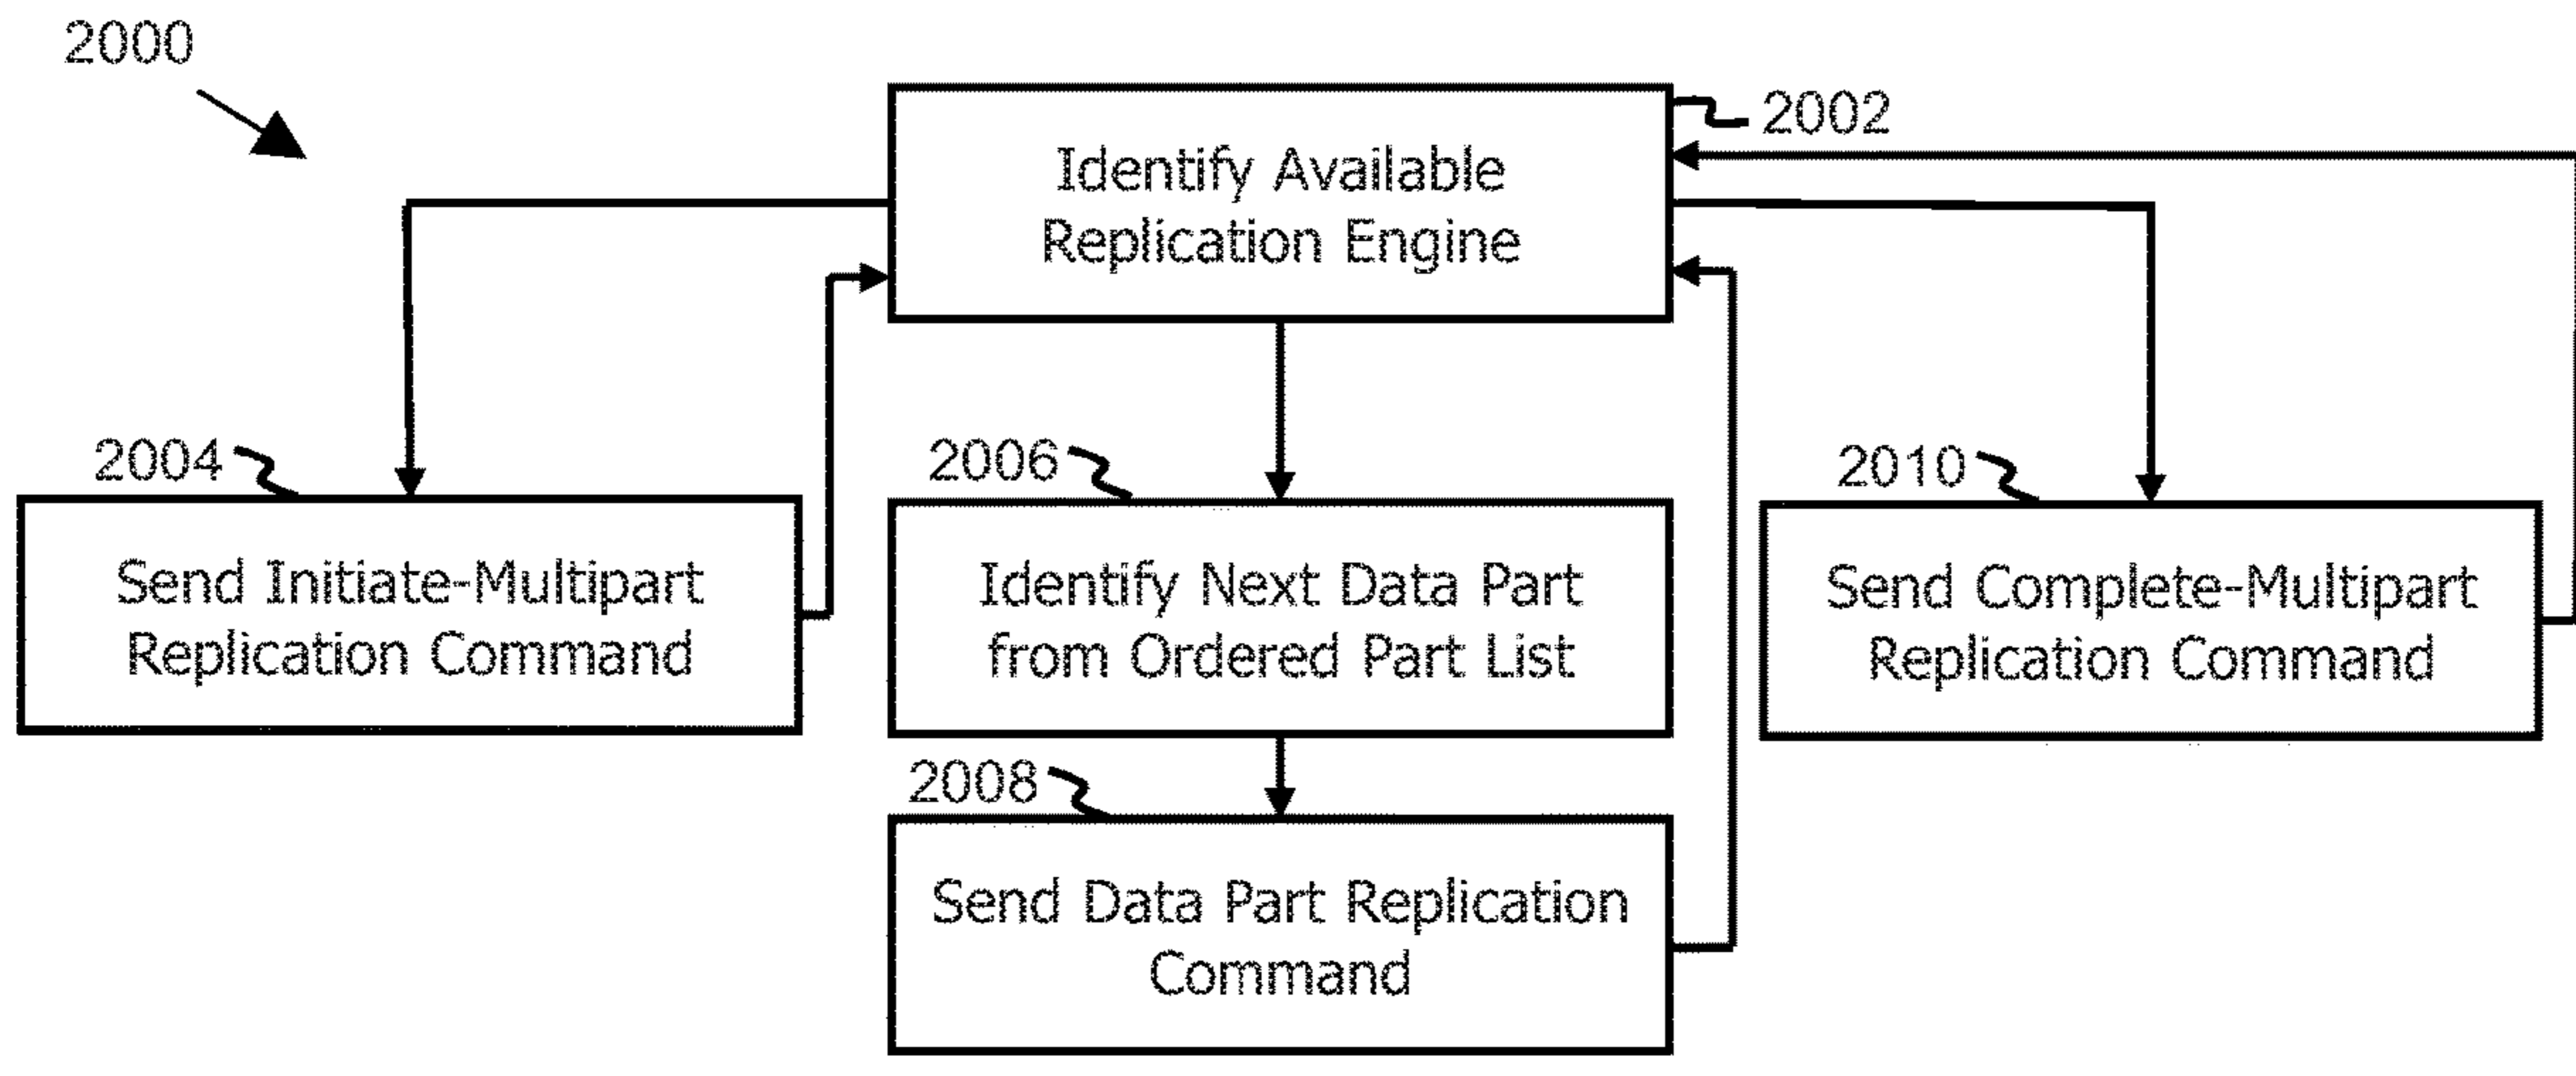 2000
2002
Identify Available
Replication Engine
2004
Send Initiate-Multipart
Replication Command
2006
Identify Next Data Part
from Ordered Part List
2008
Send Data Part Replication
Command
2010
Send Complete-Multipart
Replication Command